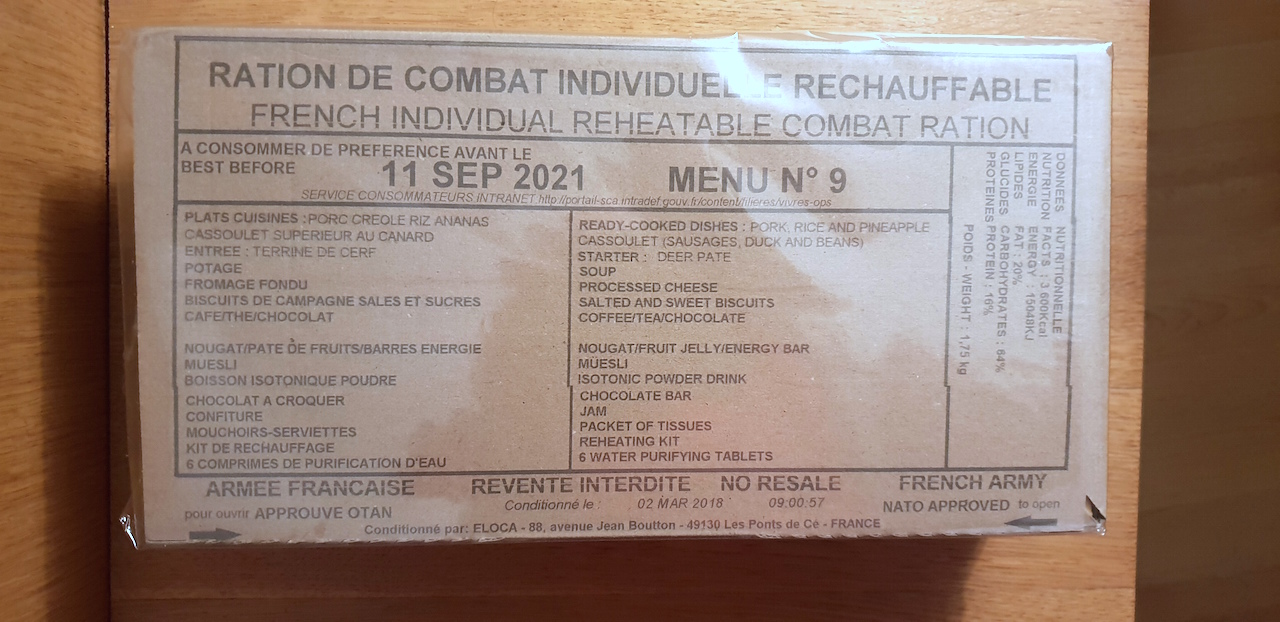 RATION DE COMBAT INDIVIDUELLE RECHAUFFABLE
FRENCH INDIVIDUAL REHEATABLE COMBAT RATION
A CONSOMMER DE PREFERENCE AVANT LE
BEST BEFORE 11 SEP 2021 MENU N° 9
SERVICE CONSOMMATEURS.INTRANET http://portail-sca.intradef.gouv.fr/content/filieres/vivres-ops
PLATS CUISINES : PORC CREOLE RIZ ANANAS
CASSOULET SUPERIEUR AU CANARD
ENTREE : TERRINE DE CERF
POTAGE
FROMAGE FONDU
BISCUITS DE CAMPAGNE SALES ET SUCRES
CAFE/THE/CHOCOLAT
NOUGAT/PATE DE FRUITS/BARRES ENERGIE
MUESLI
BOISSON ISOTONIQUE POUDRE
CHOCOLAT A CROQUER
CONFITURE
MOUCHOIRS-SERVIETTES
KIT DE RECHAUFFAGE
6 COMPRIMES DE PURIFICATION D'EAU
READY-COOKED DISHES : PORK, RICE AND PINEAPPLE
CASSOULET (SAUSAGES, DUCK AND BEANS)
STARTER : DEER PATE
SOUP
PROCESSED CHEESE
SALTED AND SWEET BISCUITS
COFFEE/TEA/CHOCOLATE
NOUGAT/FRUIT JELLY/ENERGY BAR
MÜESLI
ISOTONIC POWDER DRINK
CHOCOLATE BAR
JAM
PACKET OF TISSUES
REHEATING KIT
6 WATER PURIFYING TABLETS
DONNEES NUTRITIONNELLE
NUTRITION FACTS : 3 600Kcal
ENERGIE ENERGY : 15048KJ
LIPIDES FAT : 20%
GLUCIDES CARBOHYDRATES : 64%
PROTEINES PROTEIN : 16%
POIDS - WEIGHT : 1,75 kg
ARMEE FRANCAISE REVENTE INTERDITE NO RESALE FRENCH ARMY
pour ouvrir APPROUVE OTAN Conditionné le : 02 MAR 2018 09:00:57 NATO APPROVED to open
Conditionné par: ELOCA - 88, avenue Jean Boutton - 49130 Les Ponts de Cé - FRANCE